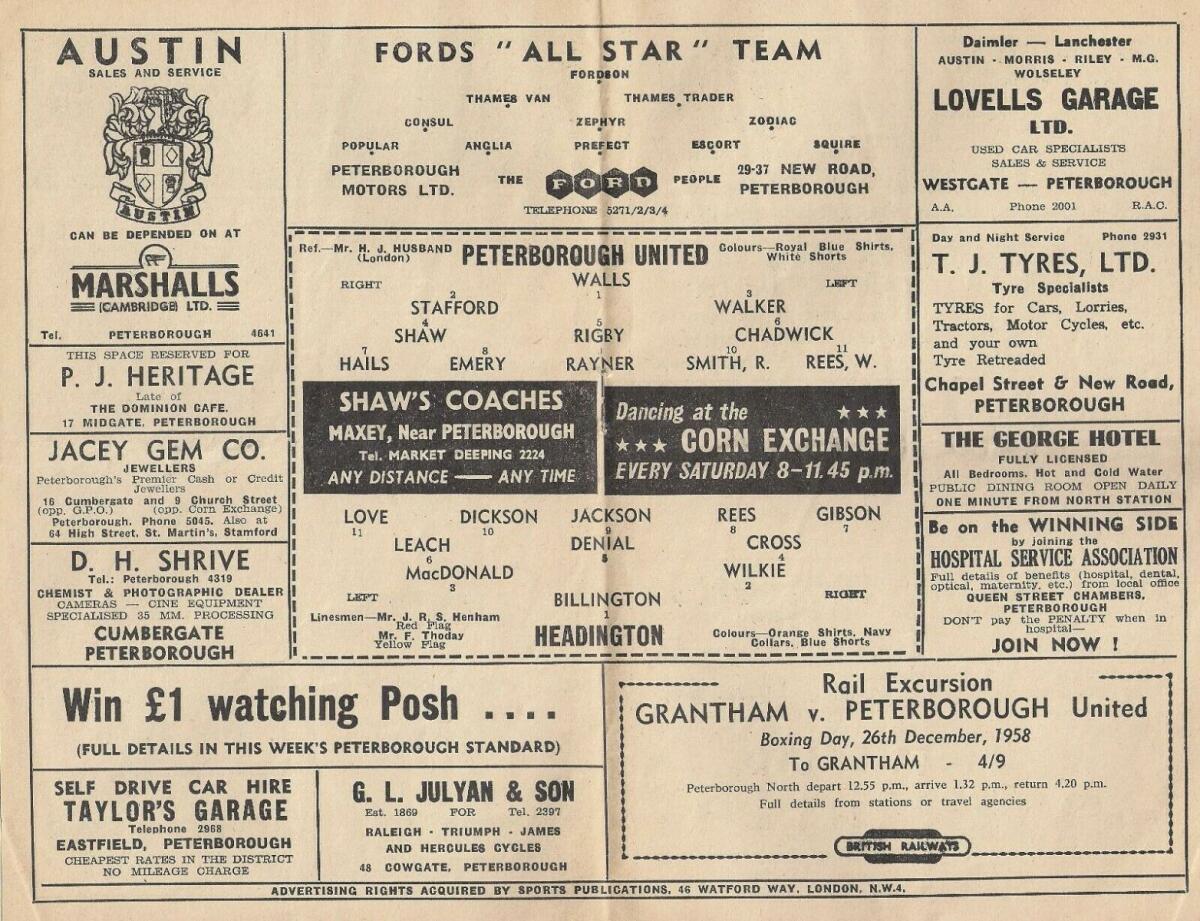 AUSTIN
SALES AND SERVICE
AUSTIN
CAN BE DEPENDED ON AT
MARSHALLS
(CAMBRIDGE) LTD.
Tel. PETERBOROUGH 4641
THIS SPACE RESERVED FOR
P. J. HERITAGE
Late of
THE DOMINION CAFE.
17 MIDGATE, PETERBOROUGH
JACEY GEM CO.
JEWELLERS
Peterborough's Premier Cash or Credit
Jewellers
16 Cumbergate and 9 Church Street
(opp. G.P.O.) (opp. Corn Exchange)
Peterborough. Phone 5045. Also at
64 High Street, St. Martin's, Stamford
D. H. SHRIVE
Tel.: Peterborough 4319
CHEMIST & PHOTOGRAPHIC DEALER
CAMERAS — CINE EQUIPMENT
SPECIALISED 35 MM. PROCESSING
CUMBERGATE
PETERBOROUGH
FORDS "ALL STAR" TEAM
FORDSON
THAMES VAN THAMES TRADER
CONSUL ZEPHYR ZODIAC
POPULAR ANGLIA PREFECT ESCORT SQUIRE
PETERBOROUGH
MOTORS LTD.
THE FORD PEOPLE
29-37 NEW ROAD,
PETERBOROUGH
TELEPHONE 5271/2/3/4
Ref.—Mr. H. J. HUSBAND
(London)
PETERBOROUGH UNITED
Colours—Royal Blue Shirts,
White Shorts
RIGHT WALLS LEFT
2 1 3
STAFFORD WALKER
4 5 6
SHAW RIGBY CHADWICK
7 8 10 11
HAILS EMERY RAYNER SMITH, R. REES, W.
SHAW'S COACHES
MAXEY, Near PETERBOROUGH
Tel. MARKET DEEPING 2224
ANY DISTANCE — ANY TIME
Dancing at the
CORN EXCHANGE
EVERY SATURDAY 8–11.45 p.m.
LOVE DICKSON JACKSON REES GIBSON
11 10 9 8 7
LEACH DENIAL CROSS
6 5 4
MacDONALD WILKIE
3 2
LEFT BILLINGTON RIGHT
1
Linesmen—Mr. J. R. S. Henham
Red Flag
Mr. F. Thoday
Yellow Flag
HEADINGTON
Colours—Orange Shirts, Navy
Collars, Blue Shorts
Daimler — Lanchester
AUSTIN - MORRIS - RILEY - M.G.
WOLSELEY
LOVELLS GARAGE
LTD.
USED CAR SPECIALISTS
SALES & SERVICE
WESTGATE — PETERBOROUGH
A.A. Phone 2001 R.A.C.
Day and Night Service Phone 2931
T. J. TYRES, LTD.
Tyre Specialists
TYRES for Cars, Lorries,
Tractors, Motor Cycles, etc.
and your own
Tyre Retreaded
Chapel Street & New Road,
PETERBOROUGH
THE GEORGE HOTEL
FULLY LICENSED
All Bedrooms, Hot and Cold Water
PUBLIC DINING ROOM OPEN DAILY
ONE MINUTE FROM NORTH STATION
Be on the WINNING SIDE
by joining the
HOSPITAL SERVICE ASSOCIATION
Full details of benefits (hospital, dental,
optical, maternity, etc.) from local office
QUEEN STREET CHAMBERS,
PETERBOROUGH
DON'T pay the PENALTY when in
hospital—
JOIN NOW !
Win £1 watching Posh ....
(FULL DETAILS IN THIS WEEK'S PETERBOROUGH STANDARD)
SELF DRIVE CAR HIRE
TAYLOR'S GARAGE
Telephone 2968
EASTFIELD, PETERBOROUGH
CHEAPEST RATES IN THE DISTRICT
NO MILEAGE CHARGE
G. L. JULYAN & SON
Est. 1869 FOR Tel. 2397
RALEIGH - TRIUMPH - JAMES
AND HERCULES CYCLES
48 COWGATE, PETERBOROUGH
Rail Excursion
GRANTHAM v. PETERBOROUGH United
Boxing Day, 26th December, 1958
To GRANTHAM - 4/9
Peterborough North depart 12.55 p.m., arrive 1.32 p.m., return 4.20 p.m.
Full details from stations or travel agencies
BRITISH RAILWAYS
ADVERTISING RIGHTS ACQUIRED BY SPORTS PUBLICATIONS, 46 WATFORD WAY, LONDON, N.W.4.